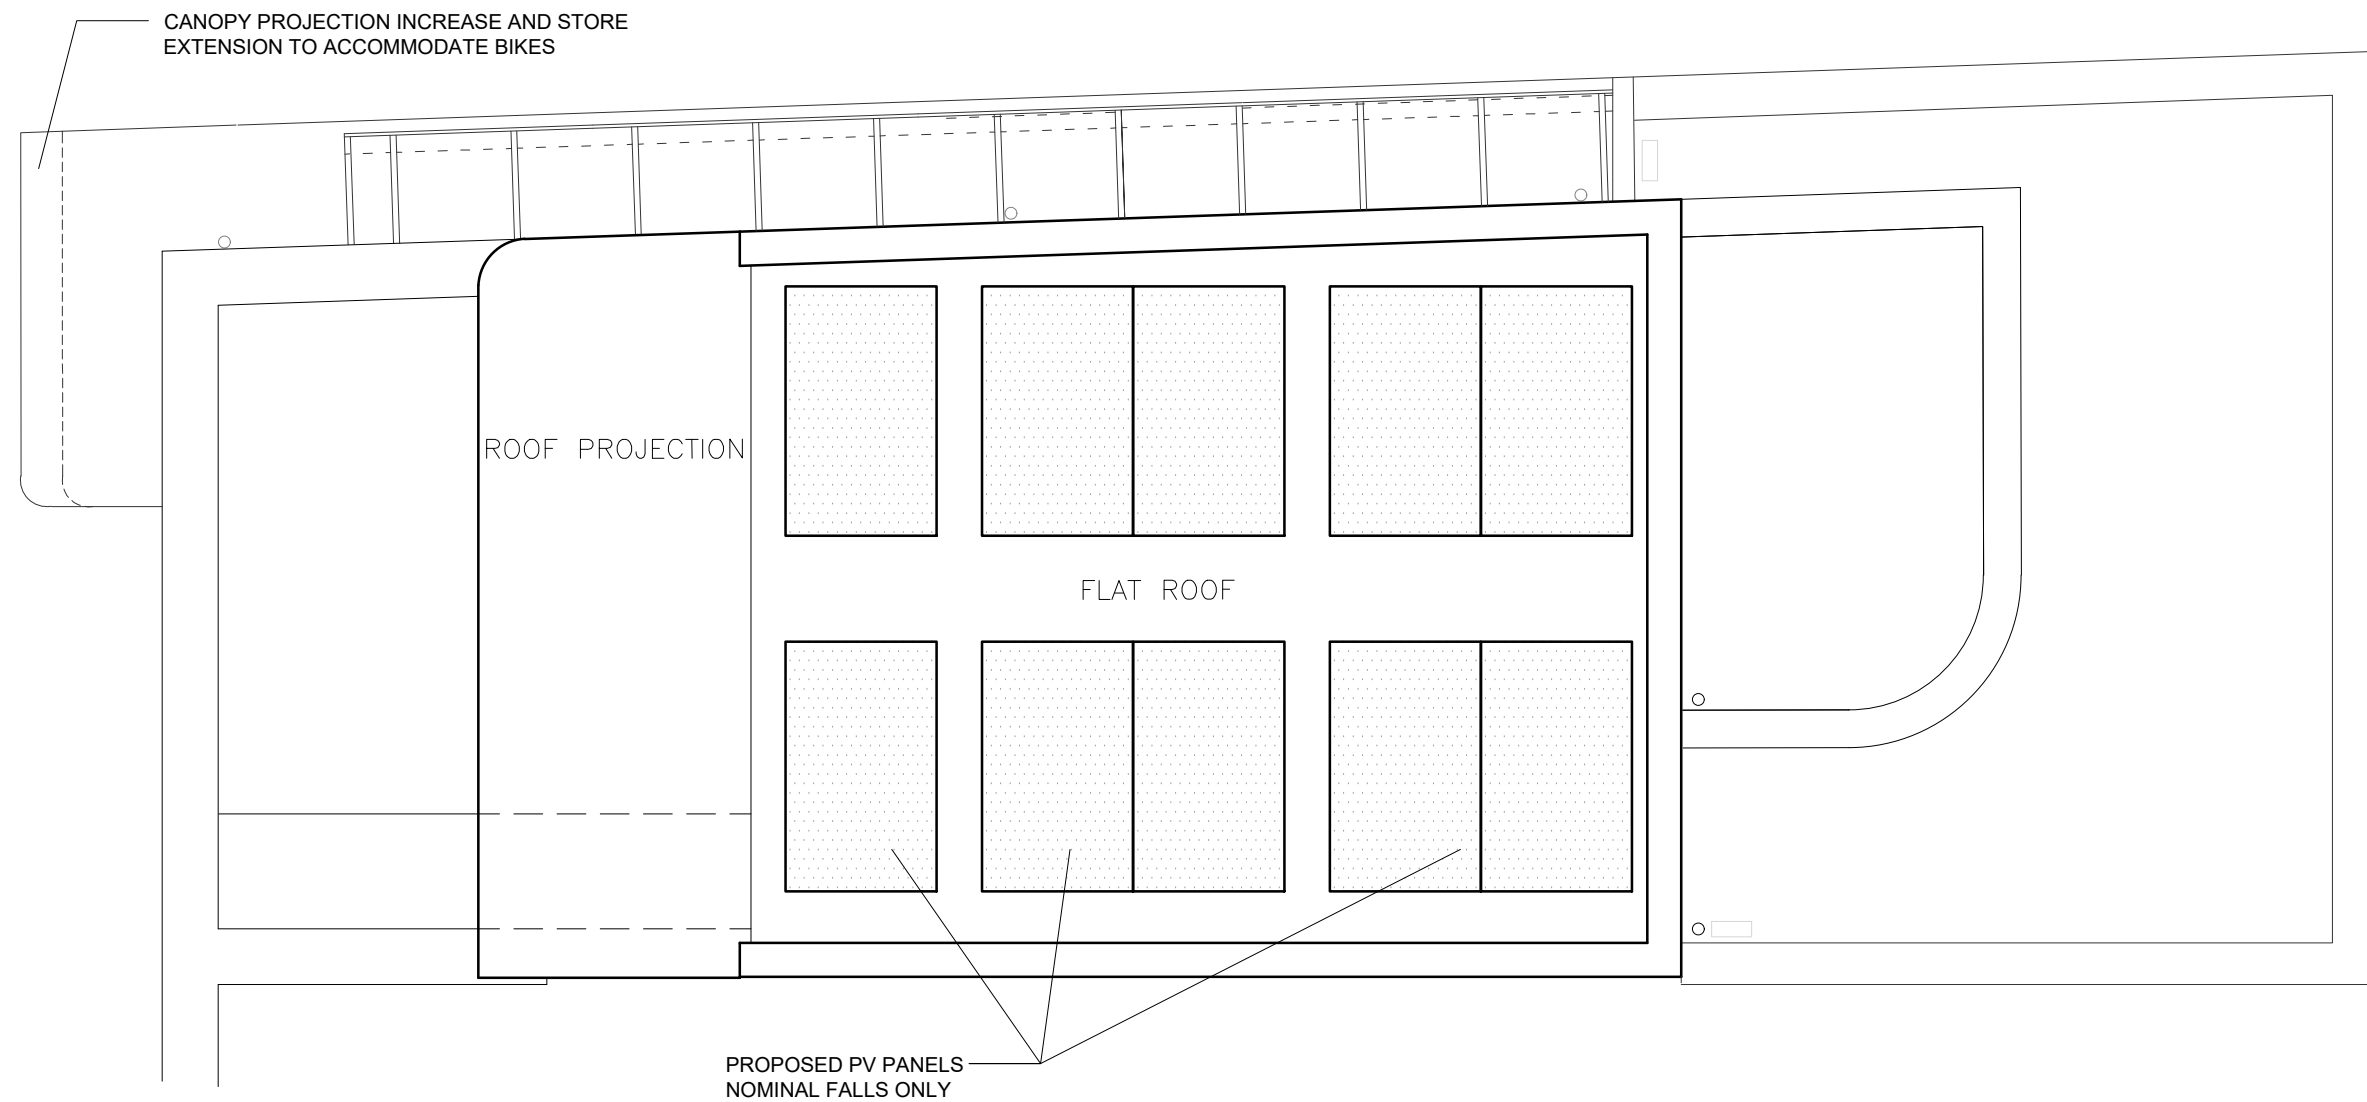 CANOPY PROJECTION INCREASE AND STORE
EXTENSION TO ACCOMMODATE BIKES
ROOF PROJECTION
FLAT ROOF
PROPOSED PV PANELS
NOMINAL FALLS ONLY